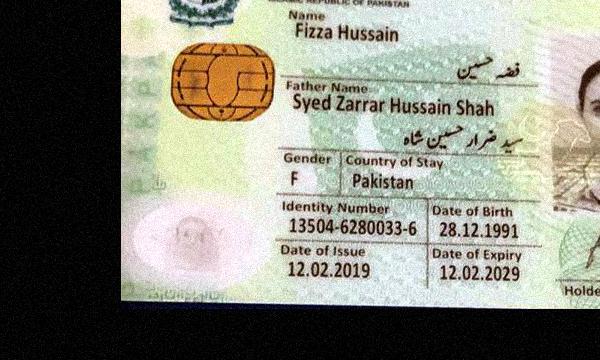 ISLAMIC REPUBLIC OF PAKISTAN
Name
Fizza Hussain
فضہ حسین
Father Name
Syed Zarrar Hussain Shah
سید ضرار حسین شاہ
Gender Country of Stay
F Pakistan
Identity Number Date of Birth
13504-6280033-6 28.12.1991
Date of Issue Date of Expiry
12.02.2019 12.02.2029